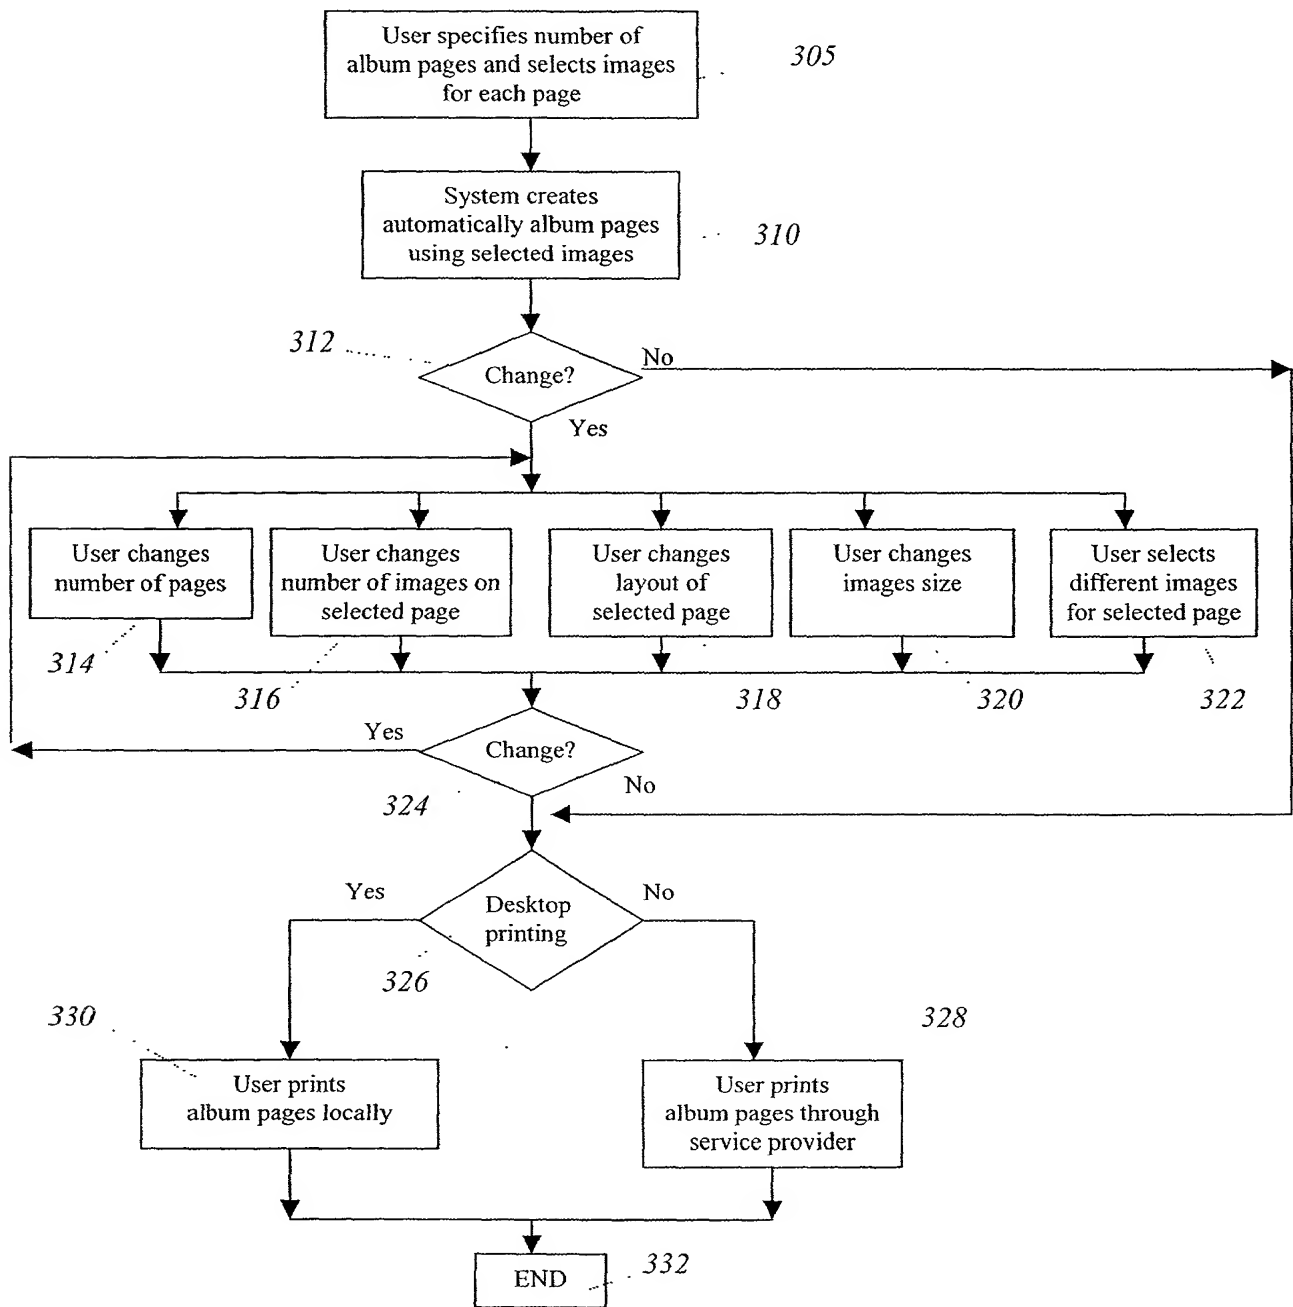 User specifies number of
album pages and selects images
for each page
305
System creates
automatically album pages
using selected images
310
312
Change?
No
Yes
User changes
number of pages
User changes
number of images on
selected page
User changes
layout of
selected page
User changes
images size
User selects
different images
for selected page
314
316
318
320
322
Yes
Change?
No
324
Yes
Desktop
printing
No
326
330
328
User prints
album pages locally
User prints
album pages through
service provider
END
332